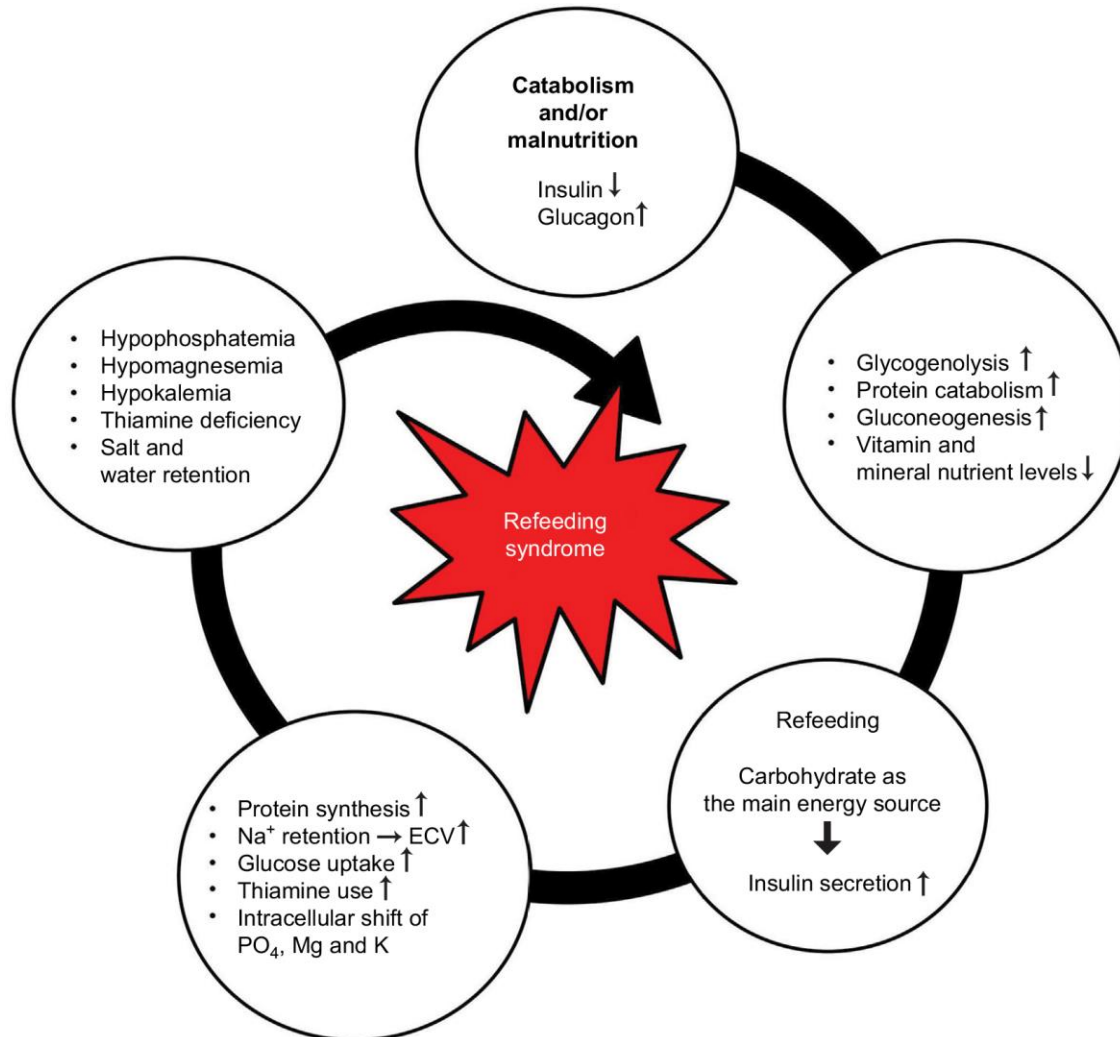 Catabolism
and/or
malnutrition
Insulin ↓
Glucagon ↑
• Glycogenolysis ↑
• Protein catabolism ↑
• Gluconeogenesis ↑
• Vitamin and
mineral nutrient levels ↓
Refeeding
Carbohydrate as
the main energy source
Insulin secretion ↑
• Protein synthesis ↑
• Na⁺ retention → ECV ↑
• Glucose uptake ↑
• Thiamine use ↑
• Intracellular shift of
PO₄, Mg and K
• Hypophosphatemia
• Hypomagnesemia
• Hypokalemia
• Thiamine deficiency
• Salt and
water retention
Refeeding
syndrome